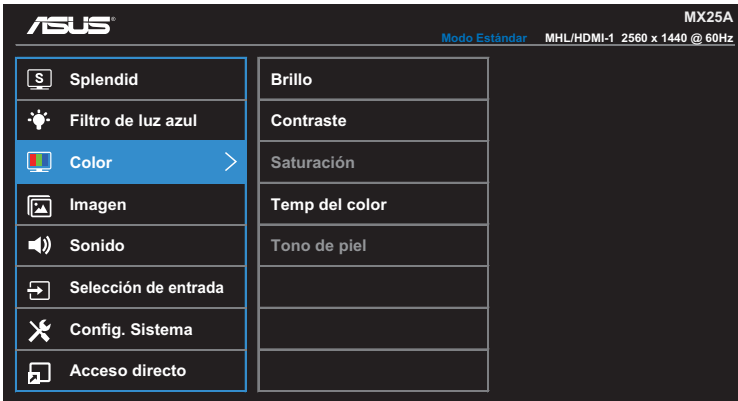 ASUS
MX25A
Modo Estándar MHL/HDMI-1 2560 x 1440 @ 60Hz
S Splendid
Filtro de luz azul
Color
Imagen
Sonido
Selección de entrada
Config. Sistema
Acceso directo
Brillo
Contraste
Saturación
Temp del color
Tono de piel